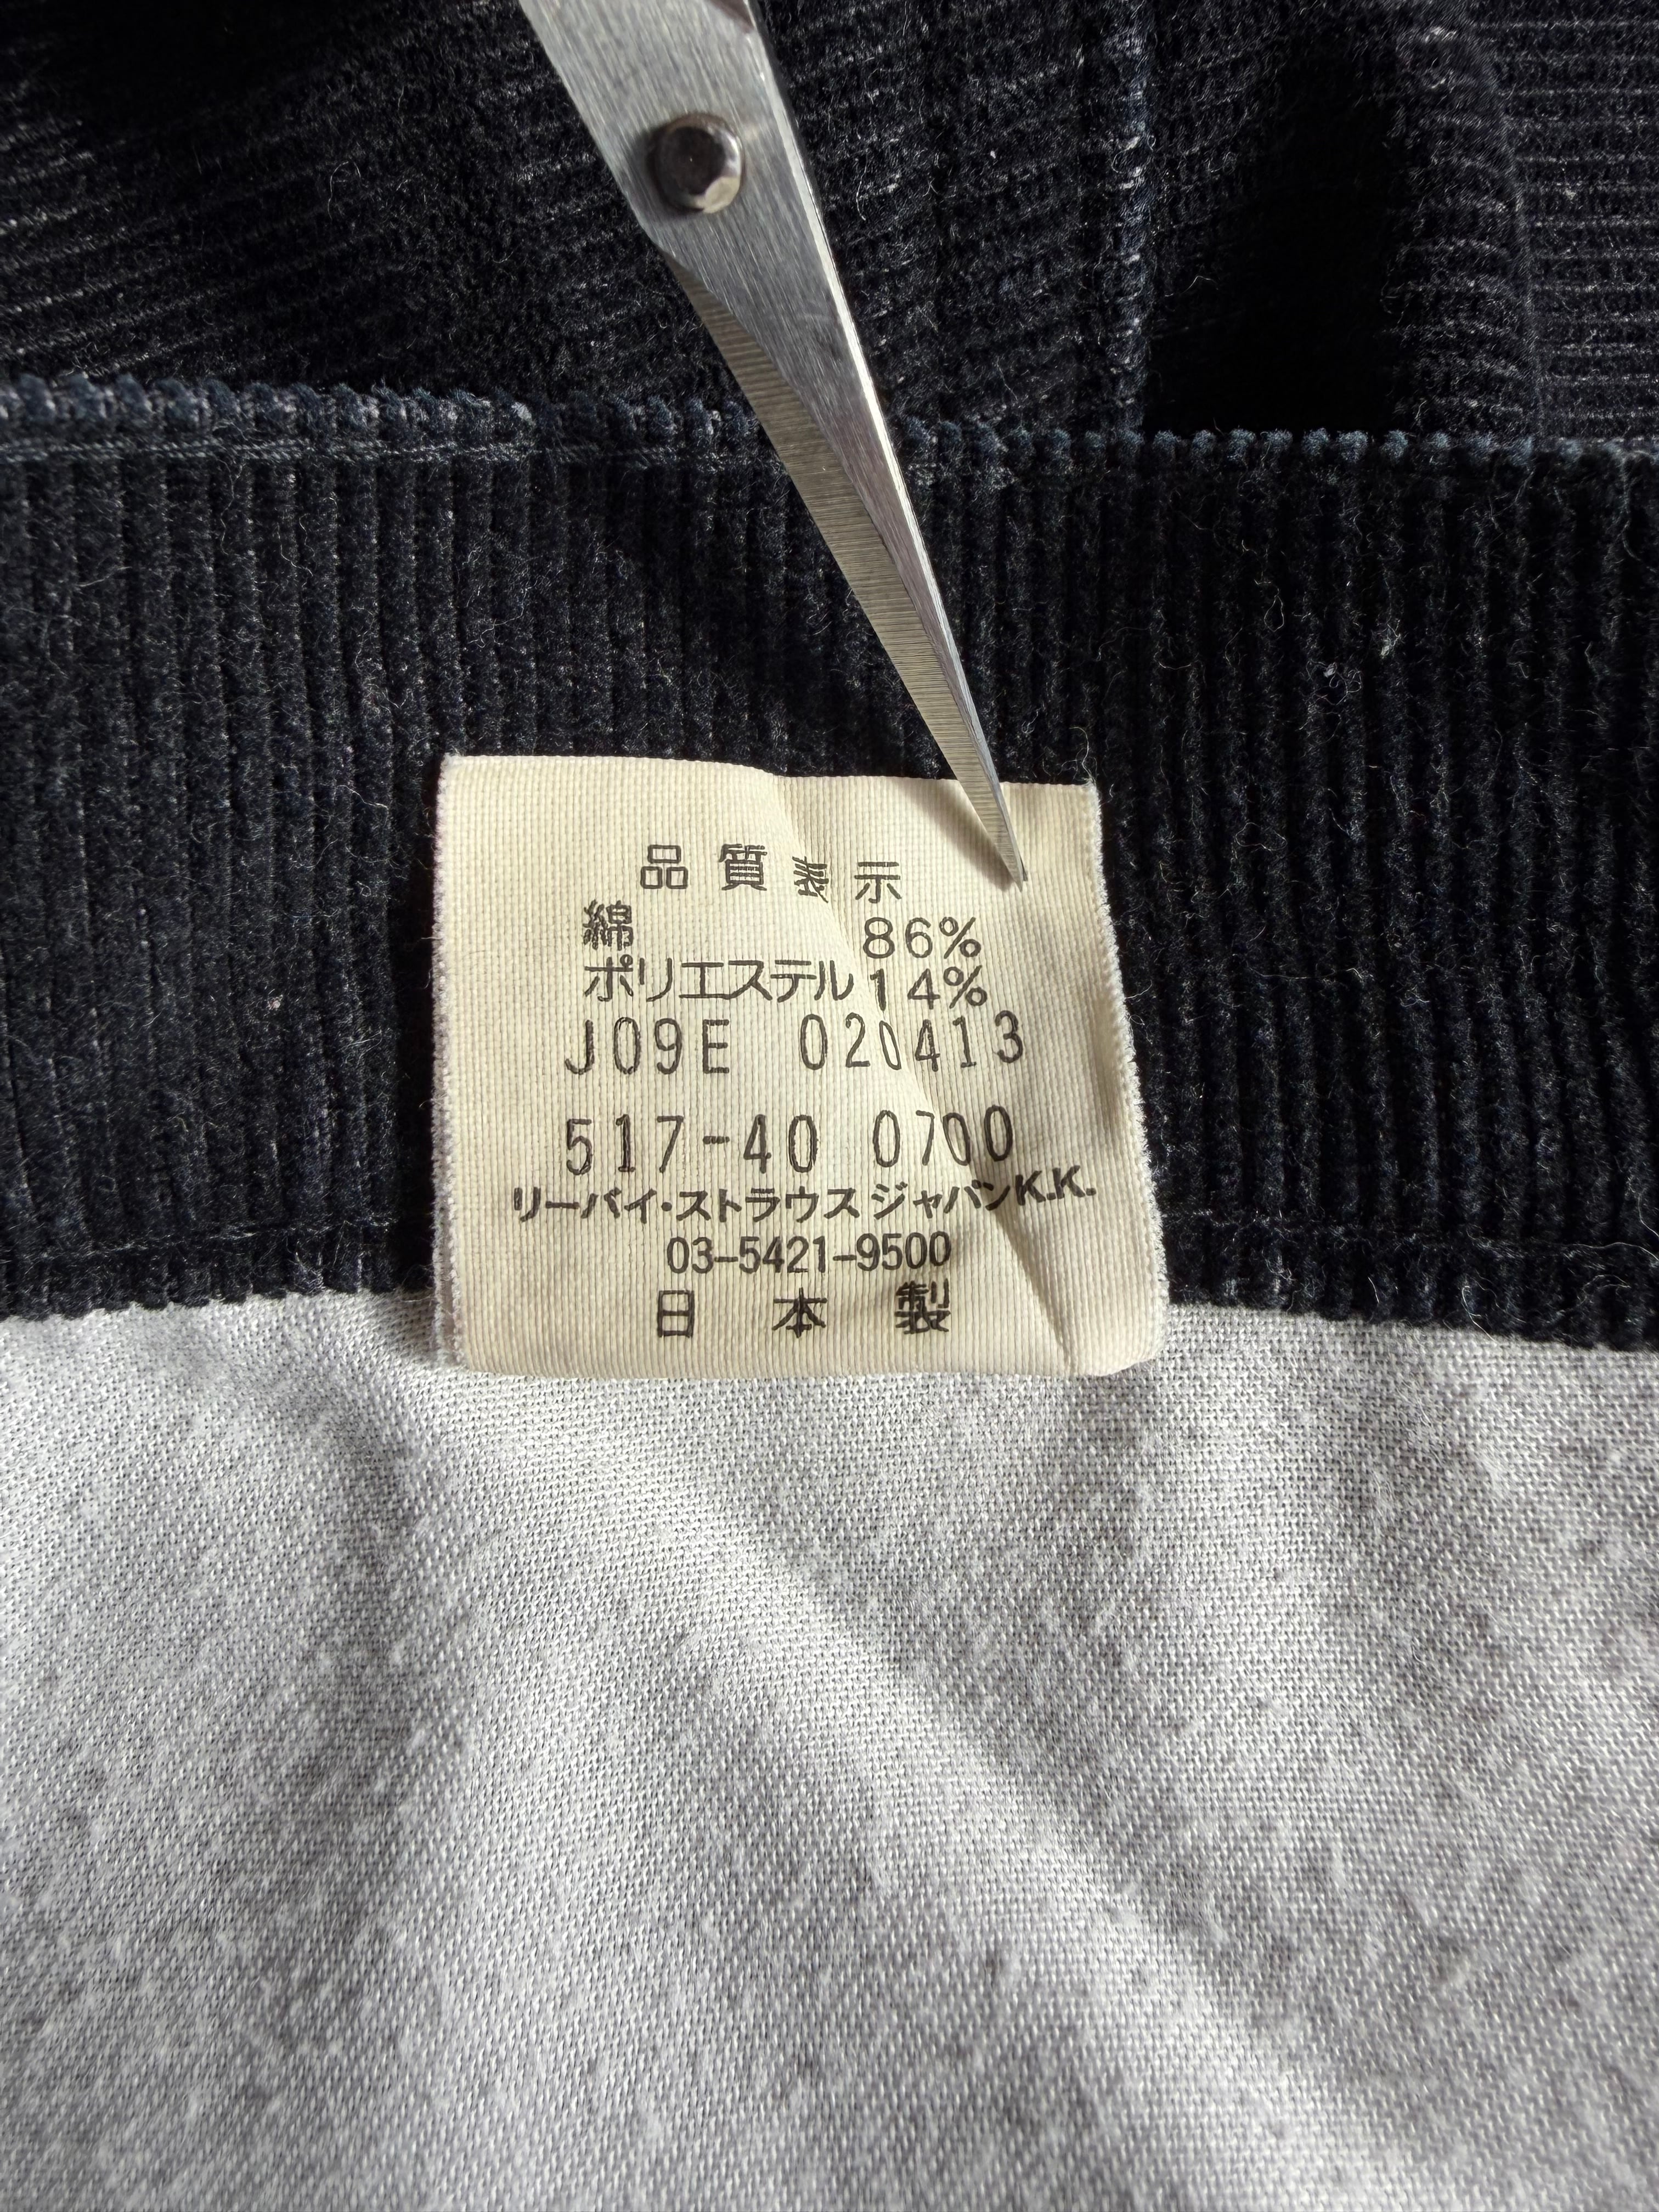 品質表示
綿 86%
ポリエステル 14%
J09E 020413
517-40 0700
リーバイ・ストラウス ジャパンK.K.
03-5421-9500
日本製